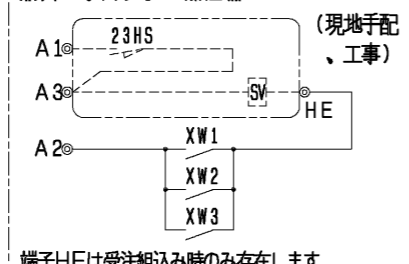 (現地手配
、工事)
23HS
A1
A3
SV
HE
A2
XW1
XW2
XW3
端子HEは受注組込み時のみ存在します